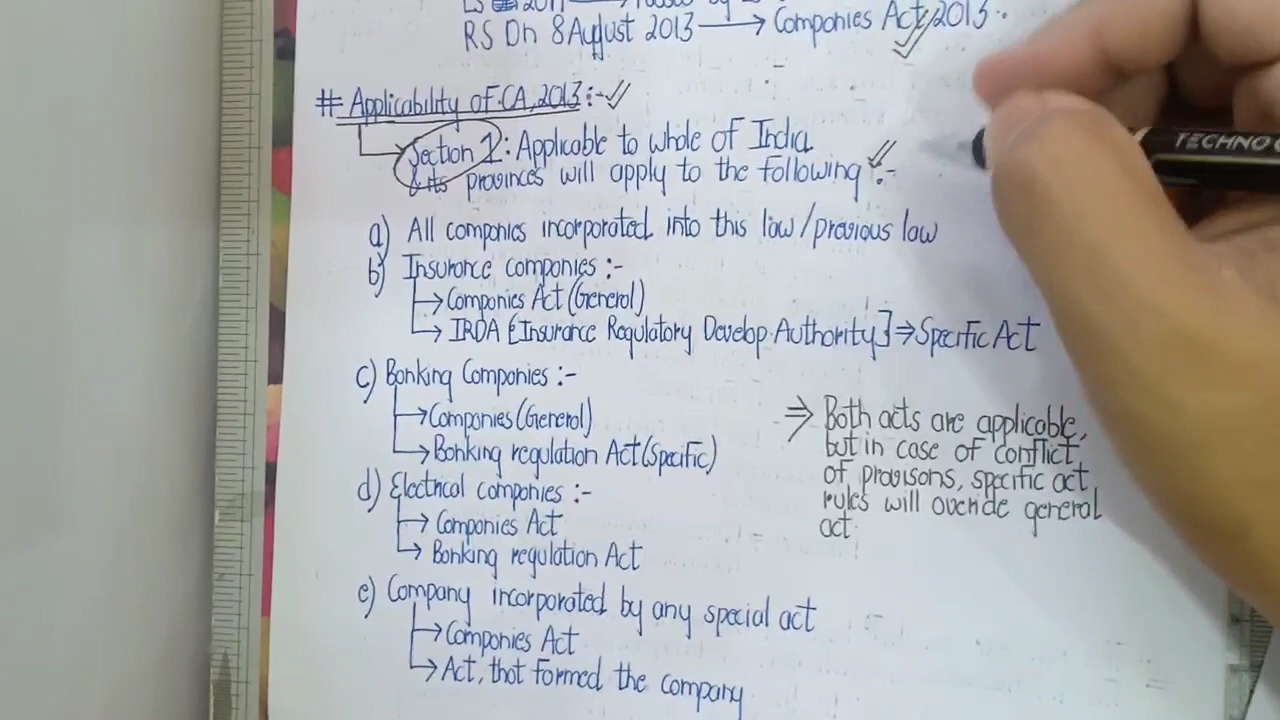 RS On 8 August 2013 → Companies Act, 2013.
# Applicability of CA, 2013 :-
Section 1 : Applicable to whole of India
& its provinces will apply to the following :-
a) All companies incorporated into this law / previous law
b) Insurance companies :-
→ Companies Act (General)
→ IRDA [Insurance Regulatory Develop. Authority] ⇒ Specific Act
c) Banking Companies :-
→ Companies (General)
→ Banking regulation Act (Specific)
⇒ Both acts are applicable,
but in case of conflict
of provisons, specific act
rules will override general
act.
d) Electrical companies :-
→ Companies Act
→ Banking regulation Act
e) Company incorporated by any special act
→ Companies Act
→ Act, that formed the company
TECHNO